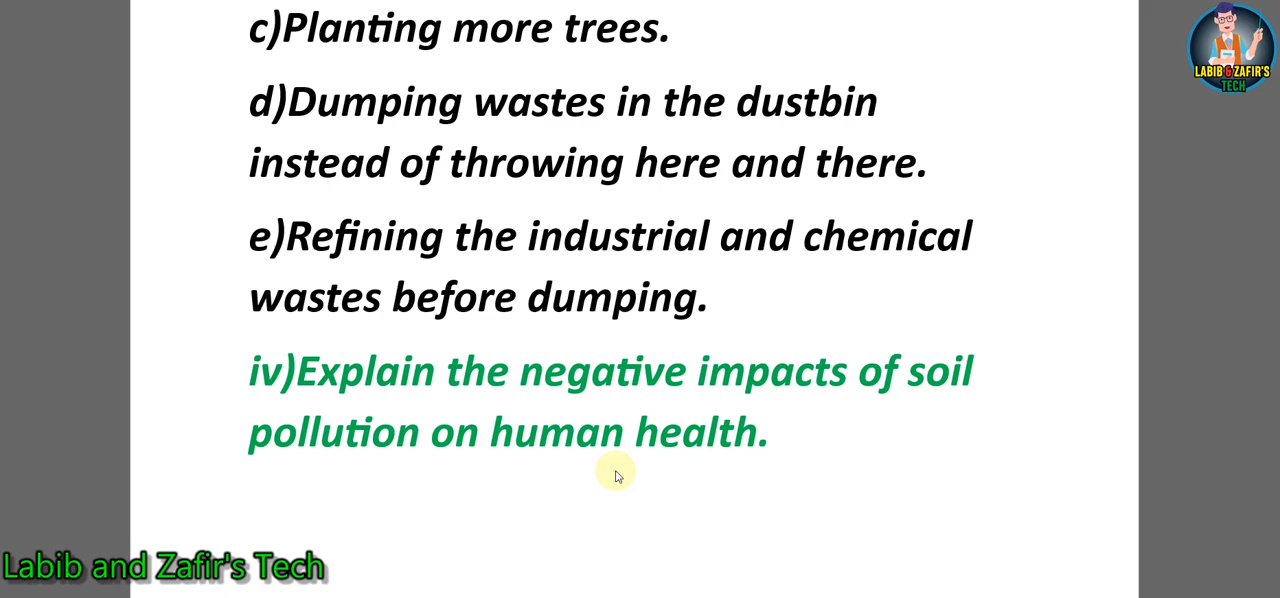 c)Planting more trees.
d)Dumping wastes in the dustbin
instead of throwing here and there.
e)Refining the industrial and chemical
wastes before dumping.
iv)Explain the negative impacts of soil
pollution on human health.
LABIB & ZAFIR'S
TECH
Labib and Zafir's Tech